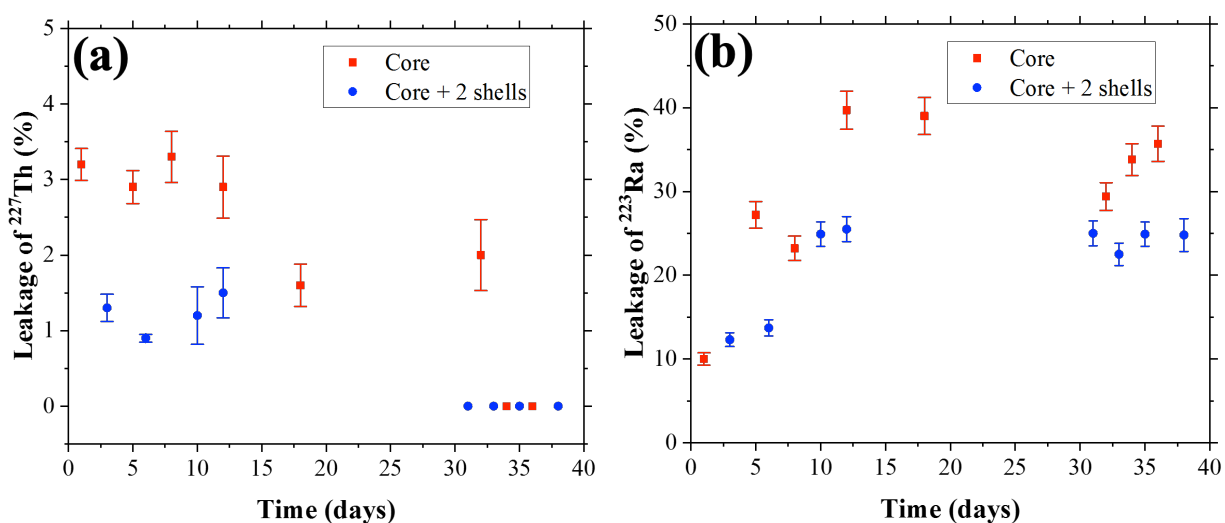 (a)
Core
Core + 2 shells
Leakage of ²²⁷Th (%)
5
4
3
2
1
0
0 5 10 15 20 25 30 35 40
Time (days)
(b)
Core
Core + 2 shells
Leakage of ²²³Ra (%)
50
40
30
20
10
0
0 5 10 15 20 25 30 35 40
Time (days)